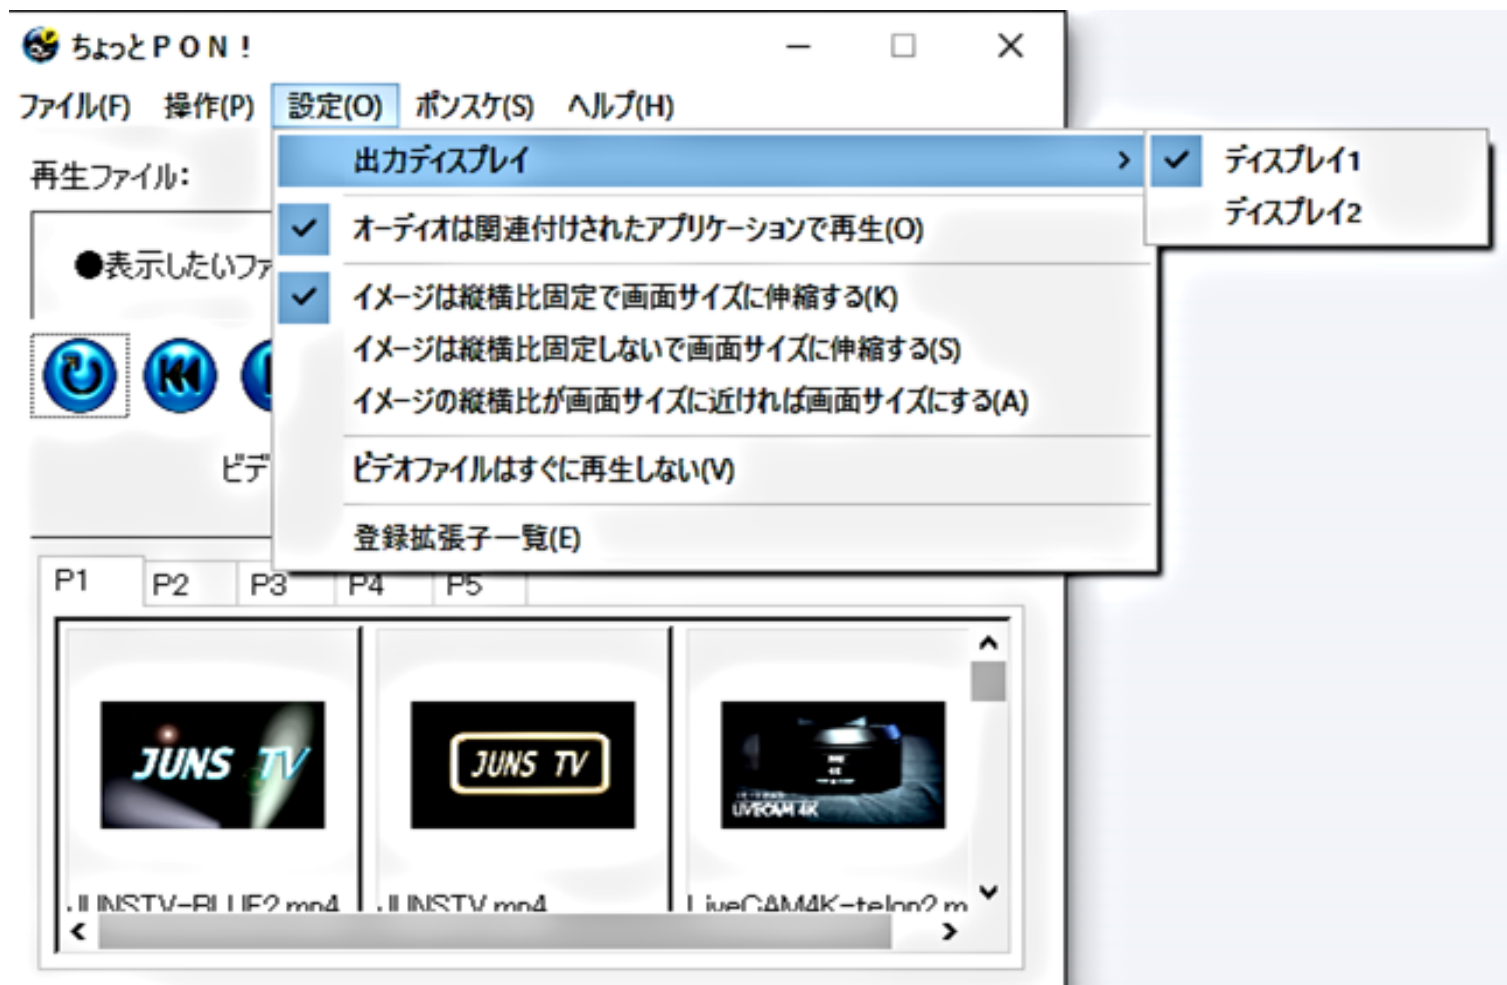 ちょっとPON!
ファイル(F) 操作(P) 設定(O) ポンスケ(S) ヘルプ(H)
出力ディスプレイ
ディスプレイ1
ディスプレイ2
再生ファイル:
オーディオは関連付けされたアプリケーションで再生(O)
●表示したいファ
イメージは縦横比固定で画面サイズに伸縮する(K)
イメージは縦横比固定しないで画面サイズに伸縮する(S)
イメージの縦横比が画面サイズに近ければ画面サイズにする(A)
ビデ
ビデオファイルはすぐに再生しない(V)
登録拡張子一覧(E)
P1 P2 P3 P4 P5
JUNS TV
JUNS TV
4K
LIVECAM 4K
JUNSTV-BLUE2.mp4 JUNSTV.mp4 LiveCAM4K-telop2.m